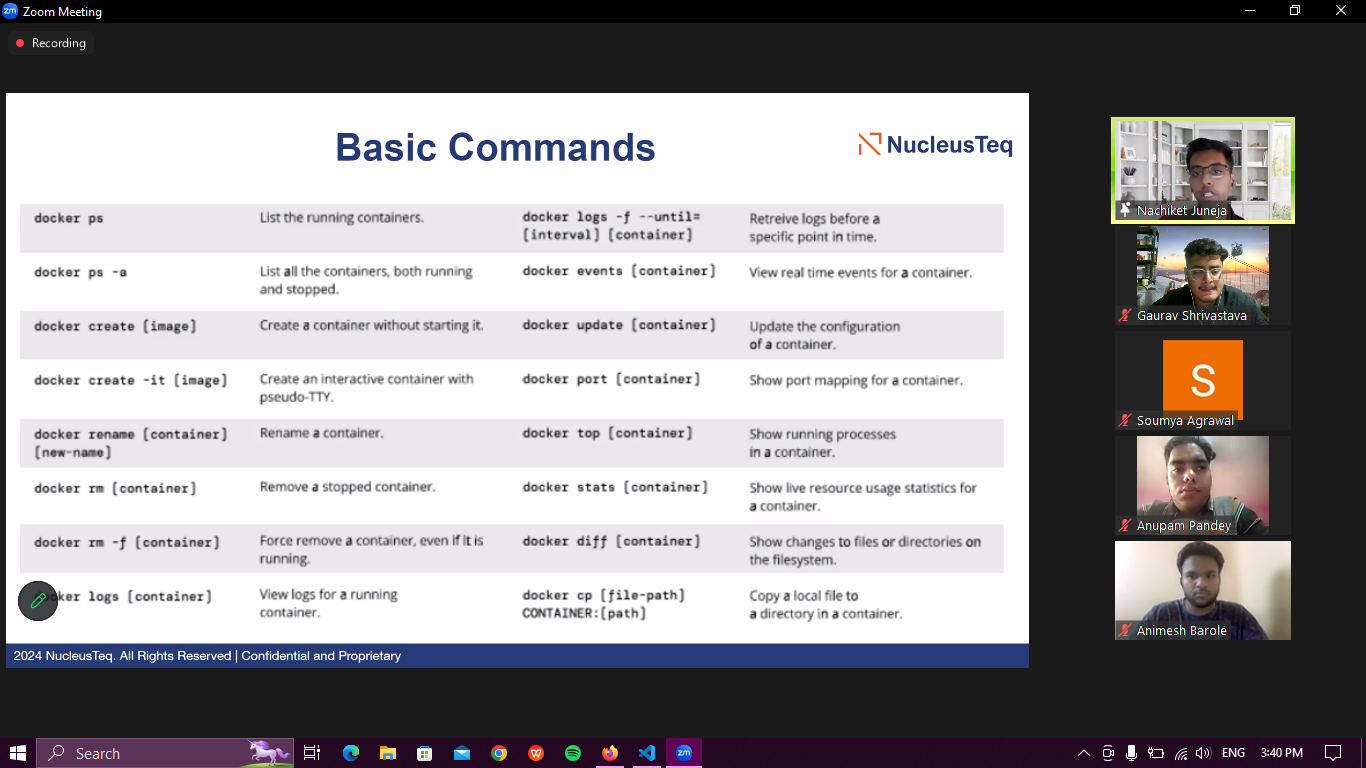 Zoom Meeting
Recording
Basic Commands
NucleusTeq
docker ps
List the running containers.
docker logs -f --until=
[interval] [container]
Retreive logs before a
specific point in time.
docker ps -a
List all the containers, both running
and stopped.
docker events [container]
View real time events for a container.
docker create [image]
Create a container without starting it.
docker update [container]
Update the configuration
of a container.
docker create -it [image]
Create an interactive container with
pseudo-TTY.
docker port [container]
Show port mapping for a container.
docker rename [container]
[new-name]
Rename a container.
docker top [container]
Show running processes
in a container.
docker rm [container]
Remove a stopped container.
docker stats [container]
Show live resource usage statistics for
a container.
docker rm -f [container]
Force remove a container, even if it is
running.
docker diff [container]
Show changes to files or directories on
the filesystem.
ker logs [container]
View logs for a running
container.
docker cp [file-path]
CONTAINER:[path]
Copy a local file to
a directory in a container.
2024 NucleusTeq. All Rights Reserved | Confidential and Proprietary
Nachiket Juneja
Gaurav Shrivastava
S
Soumya Agrawal
Anupam Pandey
Animesh Barole
Search
zm
ENG
3:40 PM